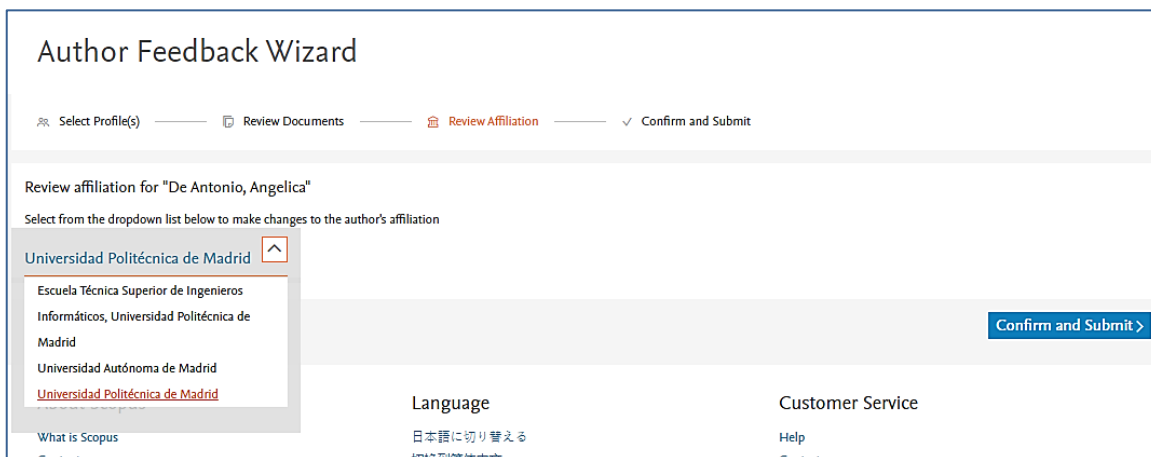 Author Feedback Wizard
Select Profile(s) Review Documents Review Affiliation Confirm and Submit
Review affiliation for "De Antonio, Angelica"
Select from the dropdown list below to make changes to the author's affiliation
Universidad Politécnica de Madrid
Escuela Técnica Superior de Ingenieros
Informáticos, Universidad Politécnica de
Madrid
Universidad Autónoma de Madrid
Universidad Politécnica de Madrid
Confirm and Submit
About Scopus Language Customer Service
What is Scopus 日本語に切り替える Help